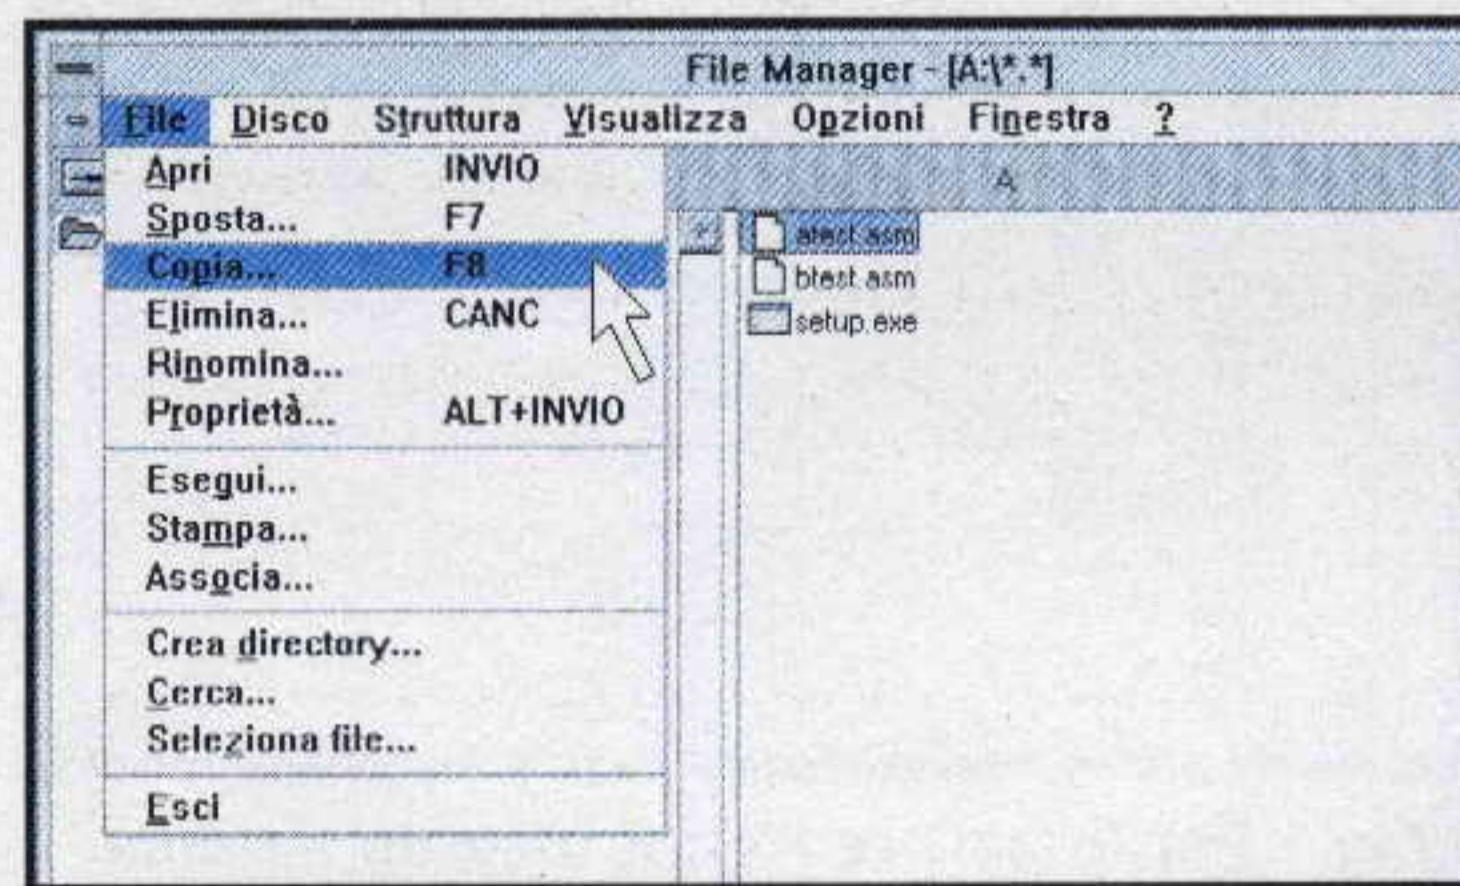 File Manager - [A:\*.*]
File Disco Struttura Visualizza Opzioni Finestra ?
Apri INVIO
Sposta... F7
Copia... F8
Elimina... CANC
Rinomina...
Proprietà... ALT+INVIO
Esegui...
Stampa...
Associa...
Crea directory...
Cerca...
Seleziona file...
Esci
A
atest.asm
btest.asm
setup.exe